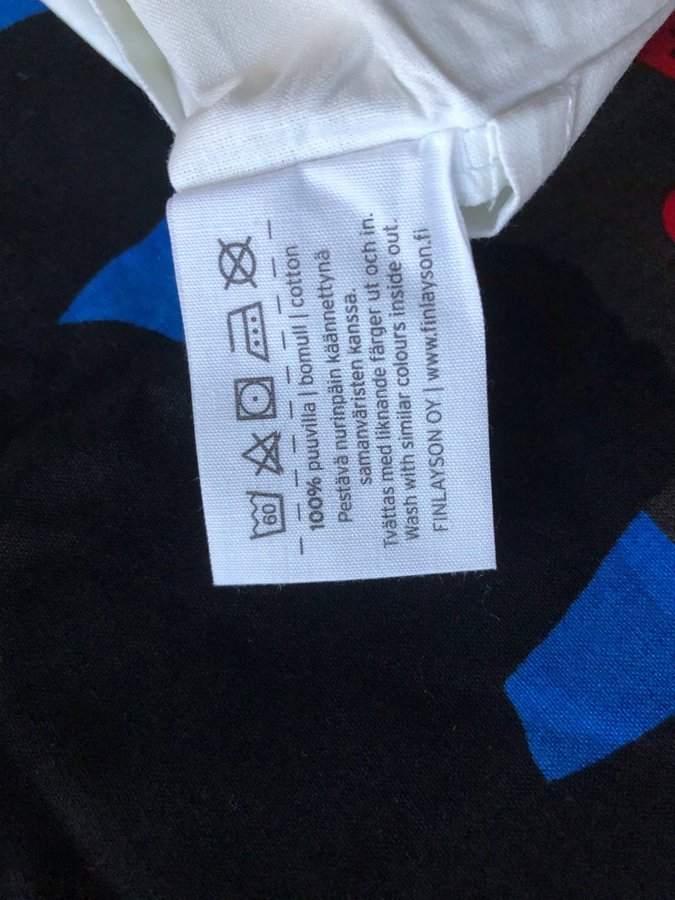 60
100% puuvilla | bomull | cotton
Pestävä nurinpäin käännettynä
samanväristen kanssa.
Tvättas med liknande färger ut och in.
Wash with similar colours inside out.
FINLAYSON OY | www.finlayson.fi